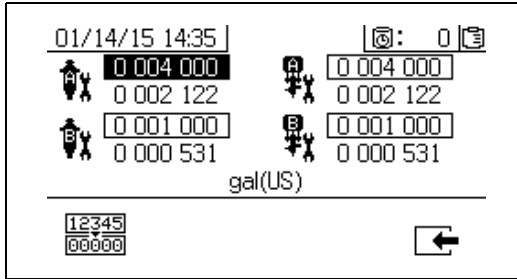 01/14/15 14:35 : 0
A 0 004 000 A 0 004 000
0 002 122 0 002 122
B 0 001 000 B 0 001 000
0 000 531 0 000 531
gal(US)
12345
00000